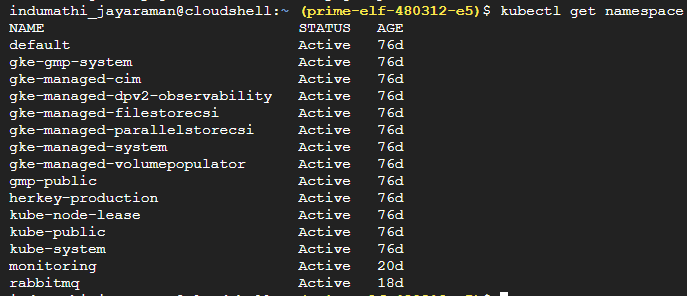 indumathi_jayaraman@cloudshell:~ (prime-elf-480312-e5)$ kubectl get namespace
NAME STATUS AGE
default Active 76d
gke-gmp-system Active 76d
gke-managed-cim Active 76d
gke-managed-dpv2-observability Active 76d
gke-managed-filestorecsi Active 76d
gke-managed-parallelstorecsi Active 76d
gke-managed-system Active 76d
gke-managed-volumepopulator Active 76d
gmp-public Active 76d
herkey-production Active 76d
kube-node-lease Active 76d
kube-public Active 76d
kube-system Active 76d
monitoring Active 20d
rabbitmq Active 18d